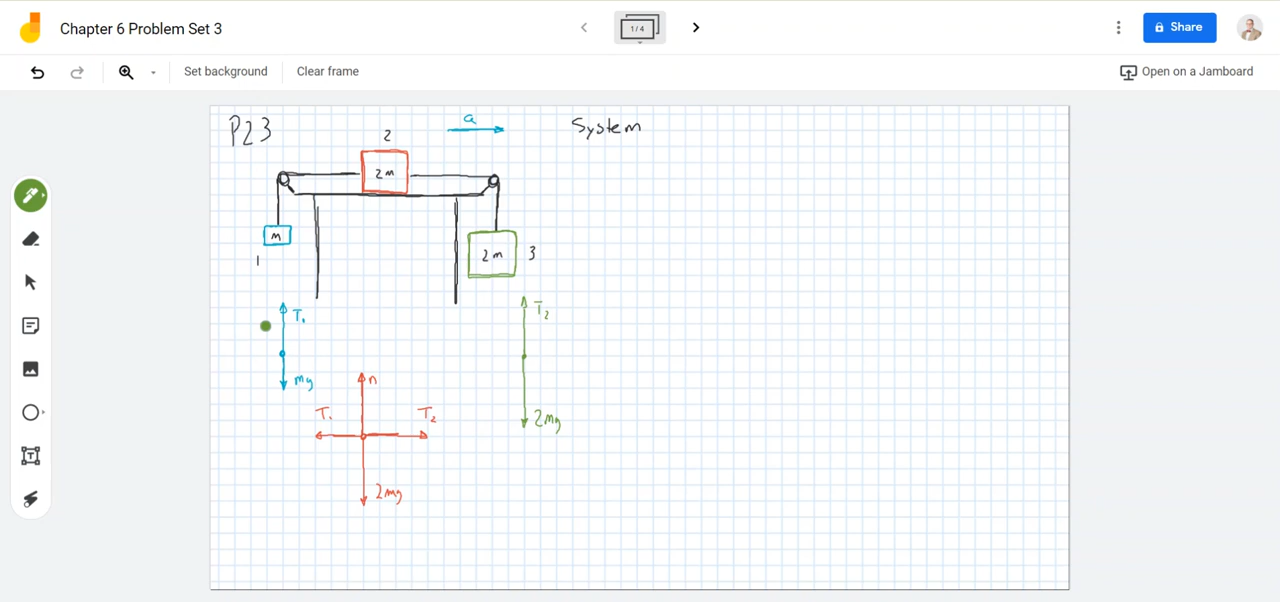 Chapter 6 Problem Set 3
1/4
Share
Set background
Clear frame
Open on a Jamboard
P23
2
a
System
2m
m
1
2m
3
T₁
T₂
mg
n
T₁
T₂
2mg
2mg